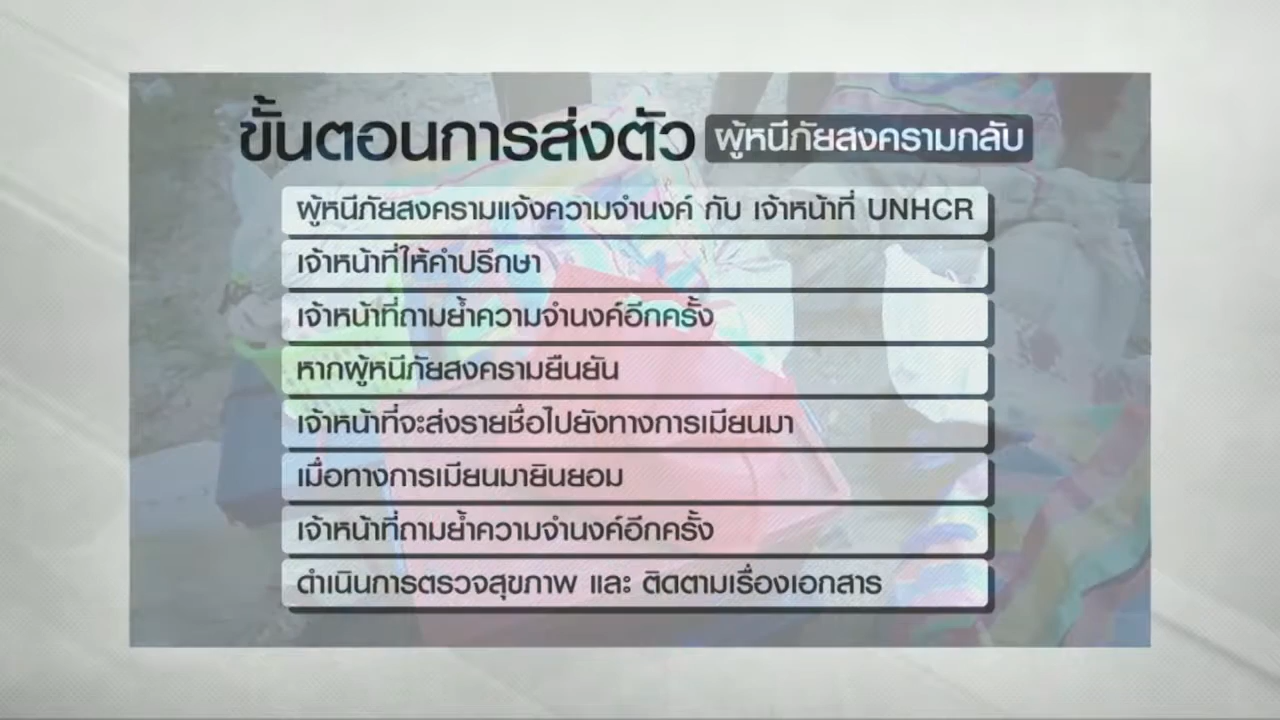 ขั้นตอนการส่งตัว ผู้หนีภัยสงครามกลับ
ผู้หนีภัยสงครามแจ้งความจำนงค์ กับ เจ้าหน้าที่ UNHCR
เจ้าหน้าที่ให้คำปรึกษา
เจ้าหน้าที่ถามย้ำความจำนงค์อีกครั้ง
หากผู้หนีภัยสงครามยืนยัน
เจ้าหน้าที่จะส่งรายชื่อไปยังทางการเมียนมา
เมื่อทางการเมียนมายินยอม
เจ้าหน้าที่ถามย้ำความจำนงค์อีกครั้ง
ดำเนินการตรวจสุขภาพ และ ติดตามเรื่องเอกสาร